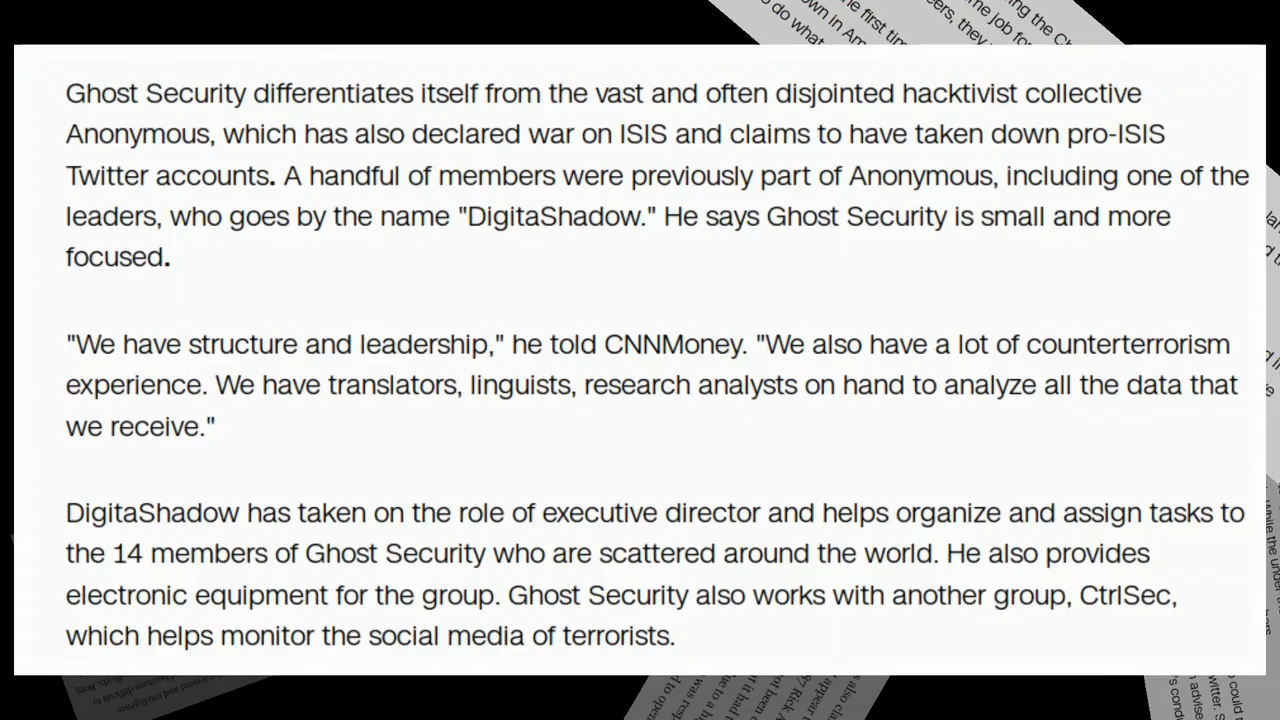 Ghost Security differentiates itself from the vast and often disjointed hacktivist collective
Anonymous, which has also declared war on ISIS and claims to have taken down pro-ISIS
Twitter accounts. A handful of members were previously part of Anonymous, including one of the
leaders, who goes by the name "DigitaShadow." He says Ghost Security is small and more
focused.
"We have structure and leadership," he told CNNMoney. "We also have a lot of counterterrorism
experience. We have translators, linguists, research analysts on hand to analyze all the data that
we receive."
DigitaShadow has taken on the role of executive director and helps organize and assign tasks to
the 14 members of Ghost Security who are scattered around the world. He also provides
electronic equipment for the group. Ghost Security also works with another group, CtrlSec,
which helps monitor the social media of terrorists.